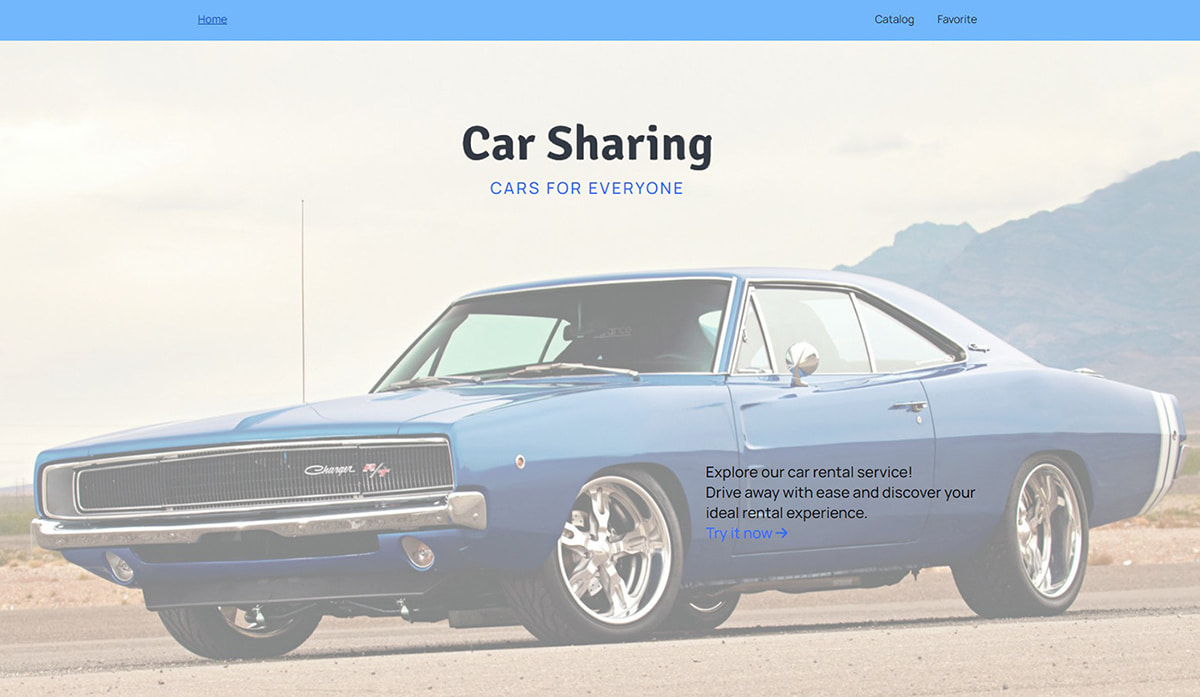 Home
Catalog
Favorite
Car Sharing
CARS FOR EVERYONE
Charger R/T
Explore our car rental service!
Drive away with ease and discover your
ideal rental experience.
Try it now →